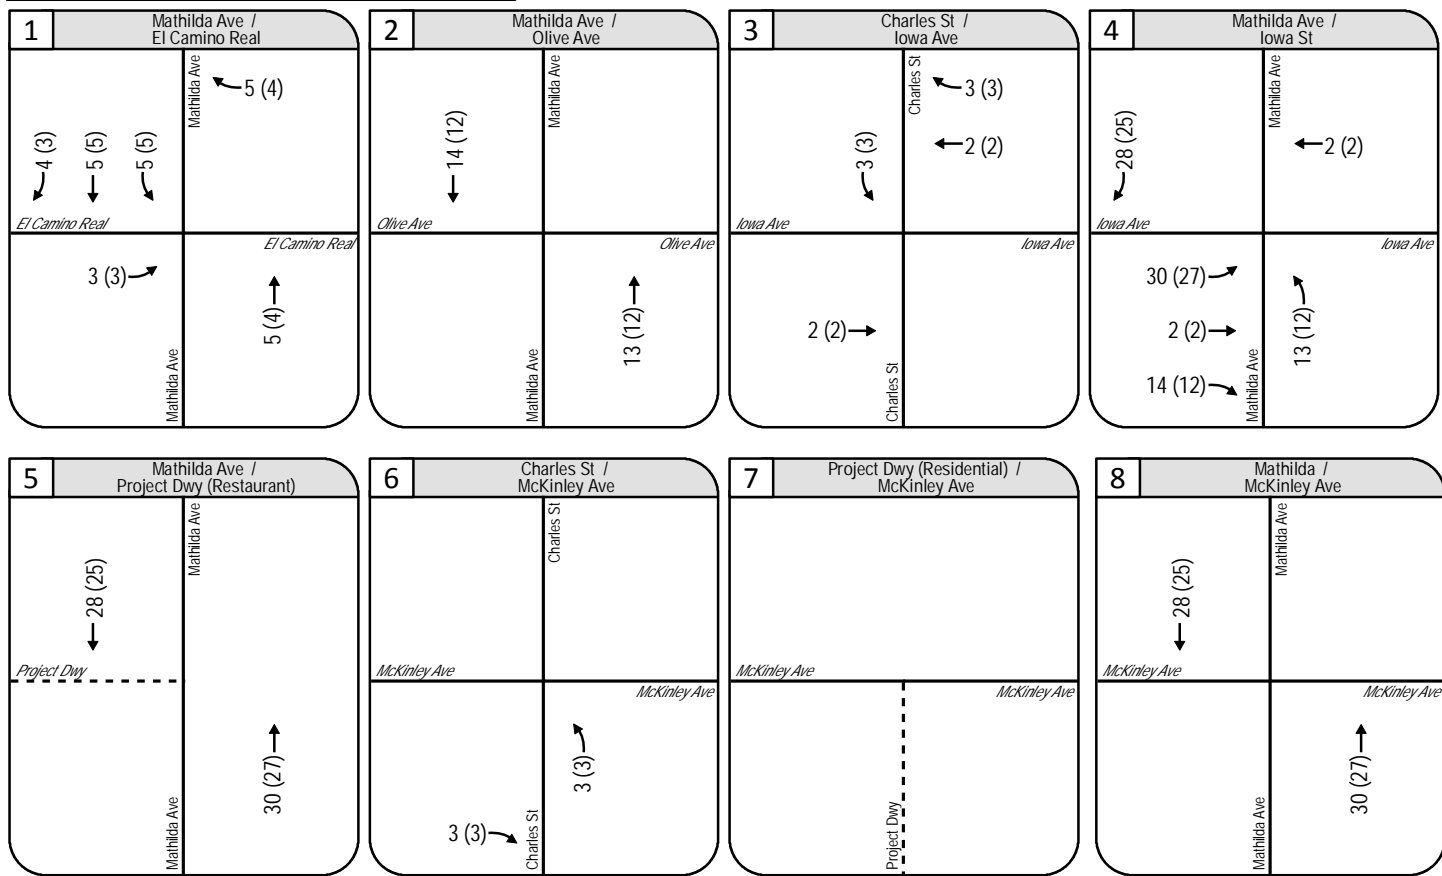 1
Mathilda Ave /
El Camino Real
Mathilda Ave
5 (4)
4 (3)
5 (5)
5 (5)
El Camino Real
El Camino Real
3 (3)
5 (4)
Mathilda Ave
2
Mathilda Ave /
Olive Ave
Mathilda Ave
14 (12)
Olive Ave
Olive Ave
13 (12)
Mathilda Ave
3
Charles St /
Iowa Ave
Charles St
3 (3)
2 (2)
3 (3)
Iowa Ave
Iowa Ave
2 (2)
Charles St
4
Mathilda Ave /
Iowa St
Mathilda Ave
28 (25)
2 (2)
Iowa Ave
Iowa Ave
30 (27)
2 (2)
14 (12)
13 (12)
Mathilda Ave
5
Mathilda Ave /
Project Dwy (Restaurant)
Mathilda Ave
28 (25)
Project Dwy
30 (27)
Mathilda Ave
6
Charles St /
McKinley Ave
Charles St
McKinley Ave
McKinley Ave
3 (3)
3 (3)
Charles St
7
Project Dwy (Residential) /
McKinley Ave
McKinley Ave
McKinley Ave
Project Dwy
8
Mathilda /
McKinley Ave
Mathilda Ave
28 (25)
McKinley Ave
McKinley Ave
30 (27)
Mathilda Ave